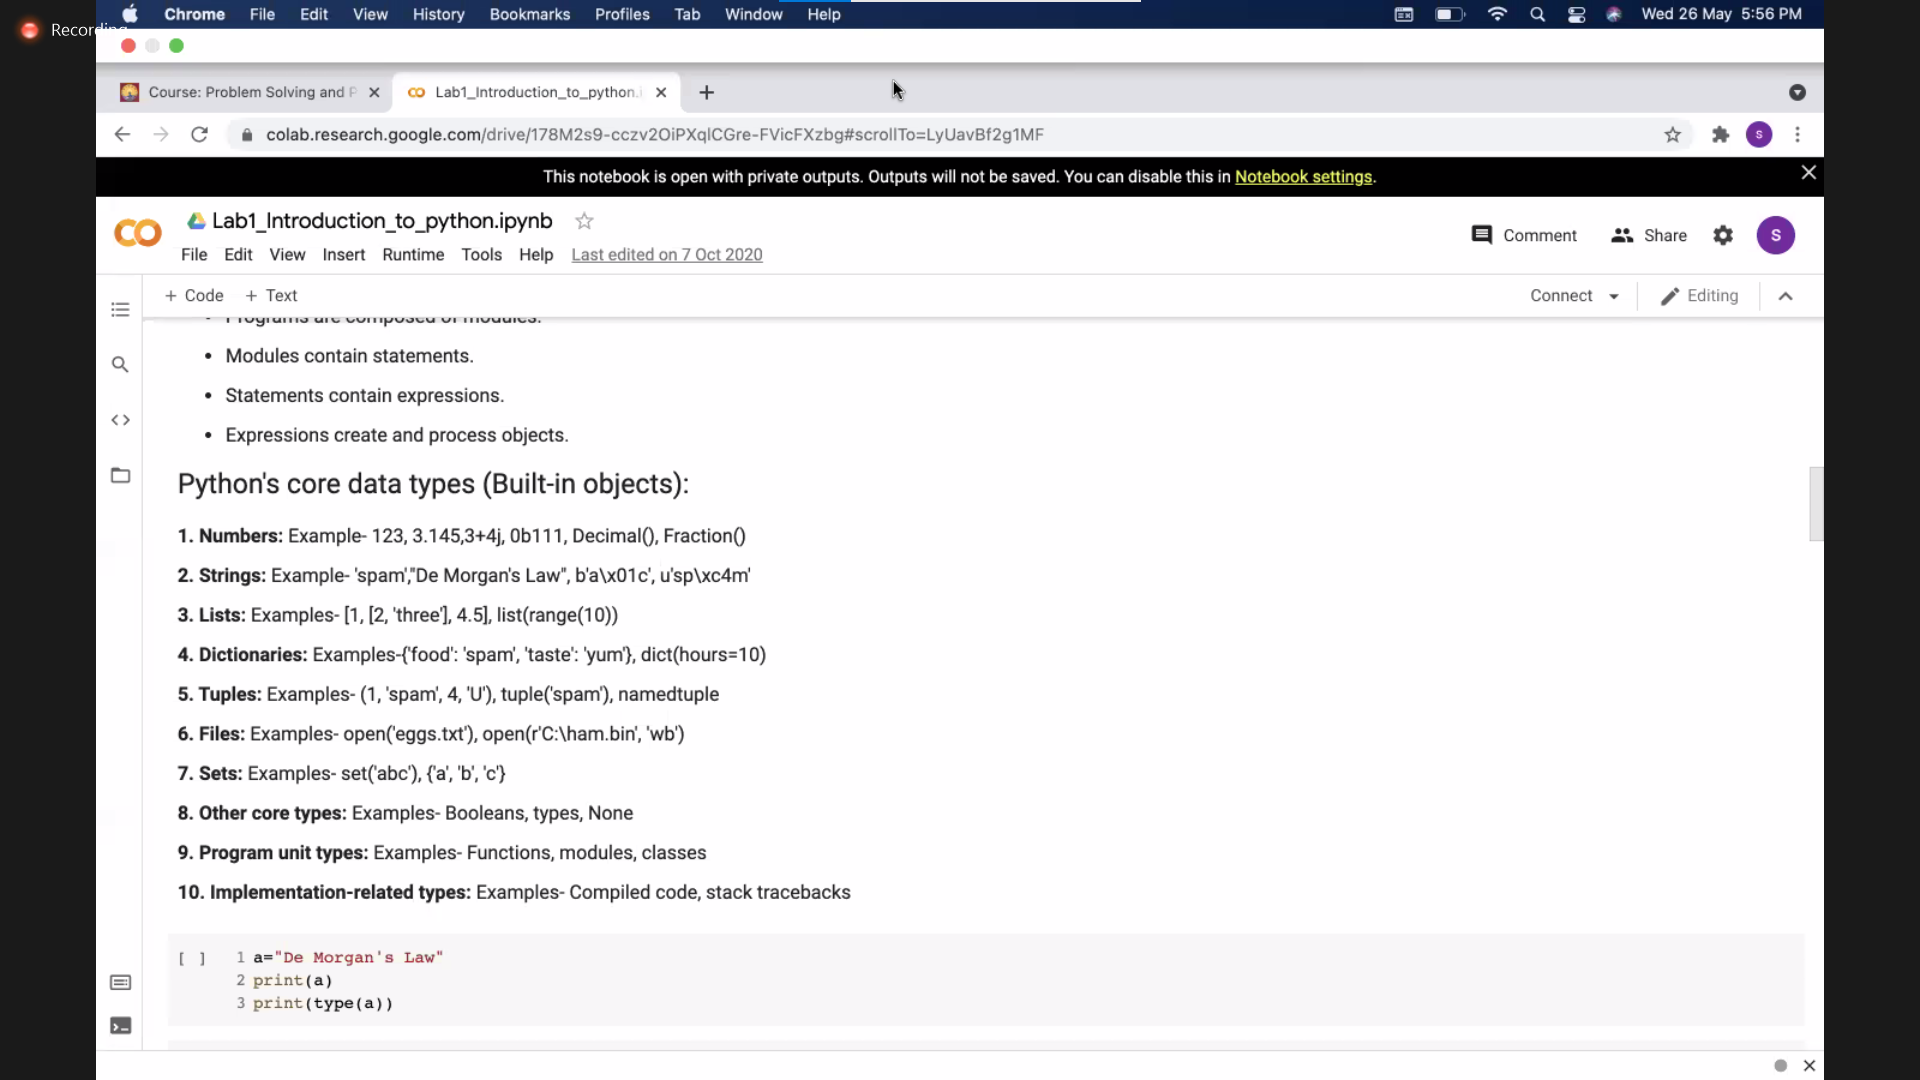 Chrome File Edit View History Bookmarks Profiles Tab Window Help Wed 26 May 5:56 PM
Recording
Course: Problem Solving and P Lab1_Introduction_to_python.i
colab.research.google.com/drive/178M2s9-cczv2OiPXqlCGre-FVicFXzbg#scrollTo=LyUavBf2g1MF S
This notebook is open with private outputs. Outputs will not be saved. You can disable this in Notebook settings.
Lab1_Introduction_to_python.ipynb
Comment Share S
File Edit View Insert Runtime Tools Help Last edited on 7 Oct 2020
+ Code + Text Connect Editing
• Programs are composed of modules.
• Modules contain statements.
• Statements contain expressions.
• Expressions create and process objects.
Python's core data types (Built-in objects):
1. Numbers: Example- 123, 3.145,3+4j, 0b111, Decimal(), Fraction()
2. Strings: Example- 'spam',"De Morgan's Law", b'a\x01c', u'sp\xc4m'
3. Lists: Examples- [1, [2, 'three'], 4.5], list(range(10))
4. Dictionaries: Examples-{'food': 'spam', 'taste': 'yum'}, dict(hours=10)
5. Tuples: Examples- (1, 'spam', 4, 'U'), tuple('spam'), namedtuple
6. Files: Examples- open('eggs.txt'), open(r'C:\ham.bin', 'wb')
7. Sets: Examples- set('abc'), {'a', 'b', 'c'}
8. Other core types: Examples- Booleans, types, None
9. Program unit types: Examples- Functions, modules, classes
10. Implementation-related types: Examples- Compiled code, stack tracebacks
[ ] 1 a="De Morgan's Law"
2 print(a)
3 print(type(a))